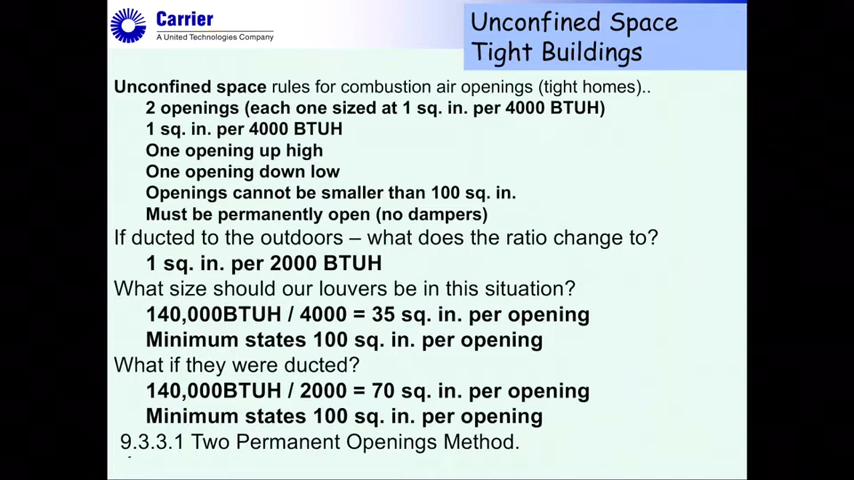 Carrier
A United Technologies Company
Unconfined Space
Tight Buildings
Unconfined space rules for combustion air openings (tight homes)..
2 openings (each one sized at 1 sq. in. per 4000 BTUH)
1 sq. in. per 4000 BTUH
One opening up high
One opening down low
Openings cannot be smaller than 100 sq. in.
Must be permanently open (no dampers)
If ducted to the outdoors – what does the ratio change to?
1 sq. in. per 2000 BTUH
What size should our louvers be in this situation?
140,000BTUH / 4000 = 35 sq. in. per opening
Minimum states 100 sq. in. per opening
What if they were ducted?
140,000BTUH / 2000 = 70 sq. in. per opening
Minimum states 100 sq. in. per opening
9.3.3.1 Two Permanent Openings Method.